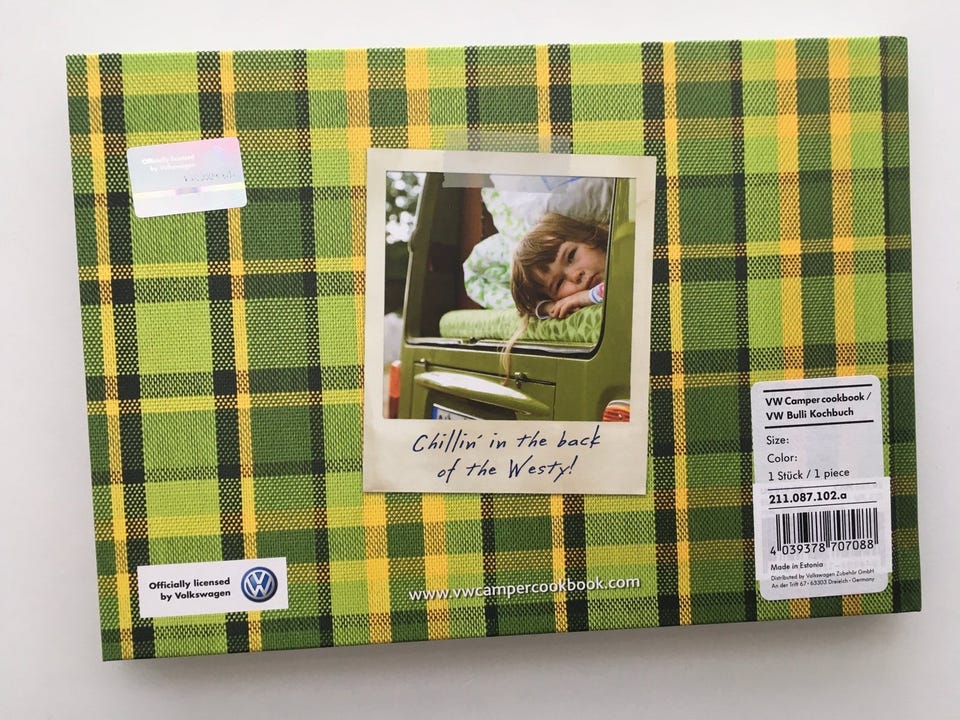 Officially licensed
by Volkswagen
Chillin' in the back
of the Westy!
VW Camper cookbook /
VW Bulli Kochbuch
Size:
Color:
1 Stück / 1 piece
211.087.102.a
4 039378 707088
Made in Estonia
Distributed by Volkswagen Zubehör GmbH
An der Trift 67 · 63303 Dreieich · Germany
Officially licensed
by Volkswagen
www.vwcampercookbook.com